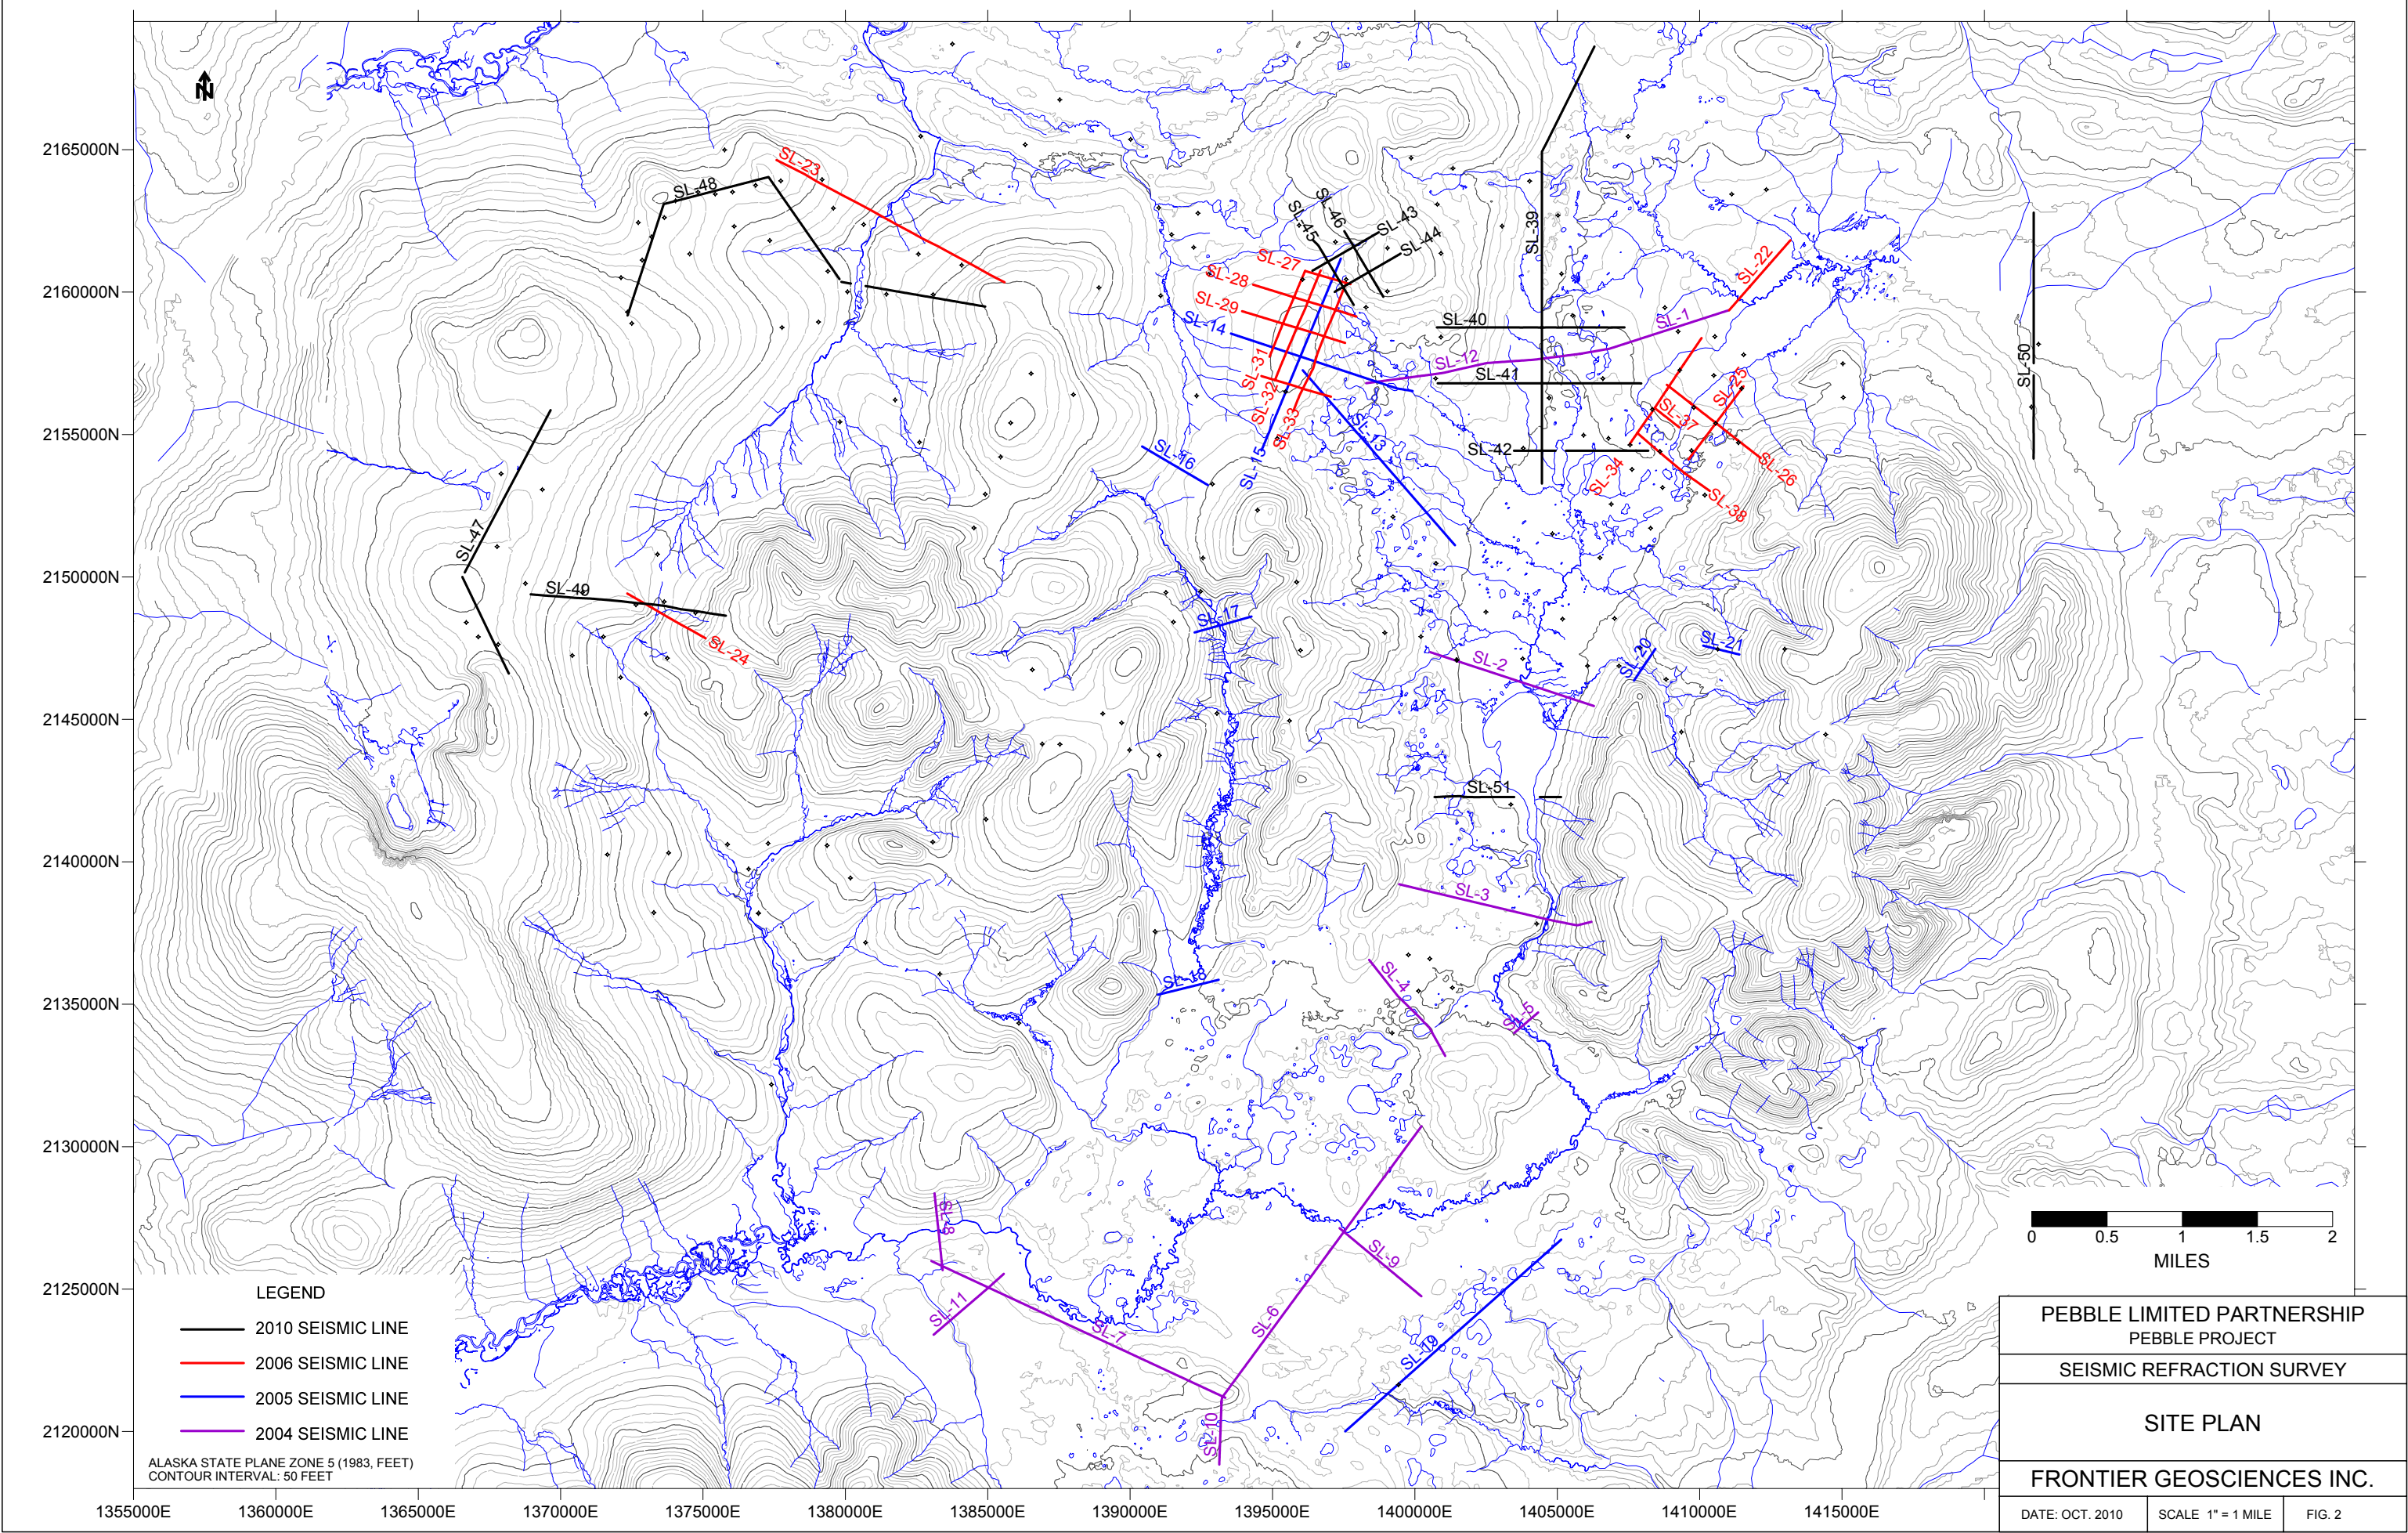 N
2165000N
2160000N
2155000N
2150000N
2145000N
2140000N
2135000N
2130000N
2125000N
2120000N
SL-23
SL-48
SL-39
SL-46
SL-45
SL-43
SL-44
SL-27
SL-28
SL-29
SL-14
SL-22
SL-40
SL-1
SL-12
SL-41
SL-50
SL-31
SL-32
SL-33
SL-25
SL-37
SL-13
SL-42
SL-16
SL-15
SL-34
SL-26
SL-38
SL-47
SL-49
SL-24
SL-17
SL-2
SL-20
SL-21
SL-51
SL-3
SL-18
SL-4
SL-5
SL-8
SL-9
SL-11
SL-7
SL-6
SL-19
SL-10
0 0.5 1 1.5 2
MILES
LEGEND
2010 SEISMIC LINE
2006 SEISMIC LINE
2005 SEISMIC LINE
2004 SEISMIC LINE
ALASKA STATE PLANE ZONE 5 (1983, FEET)
CONTOUR INTERVAL: 50 FEET
1355000E 1360000E 1365000E 1370000E 1375000E 1380000E 1385000E 1390000E 1395000E 1400000E 1405000E 1410000E 1415000E
PEBBLE LIMITED PARTNERSHIP
PEBBLE PROJECT
SEISMIC REFRACTION SURVEY
SITE PLAN
FRONTIER GEOSCIENCES INC.
DATE: OCT. 2010 SCALE 1" = 1 MILE FIG. 2